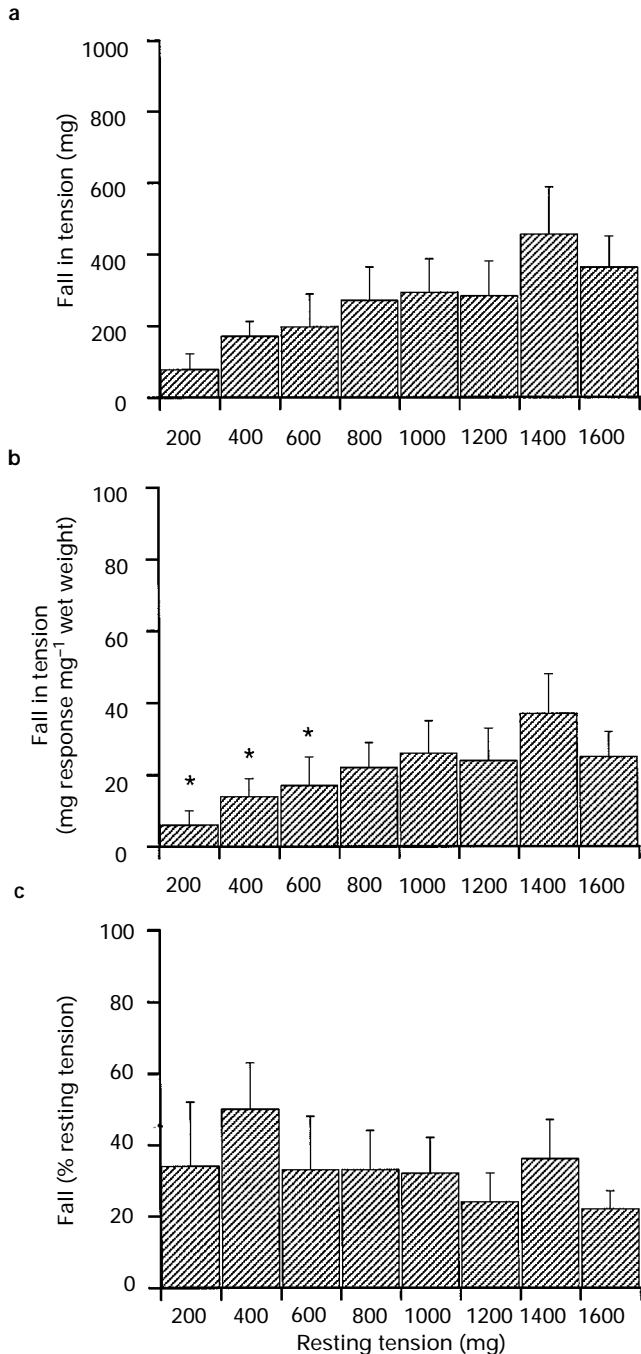 a
1000
800
600
400
200
0
Fall in tension (mg)
200 400 600 800 1000 1200 1400 1600
b
100
80
60
40
20
0
Fall in tension
(mg response mg⁻¹ wet weight)
* * *
200 400 600 800 1000 1200 1400 1600
c
100
80
60
40
20
0
Fall (% resting tension)
200 400 600 800 1000 1200 1400 1600
Resting tension (mg)